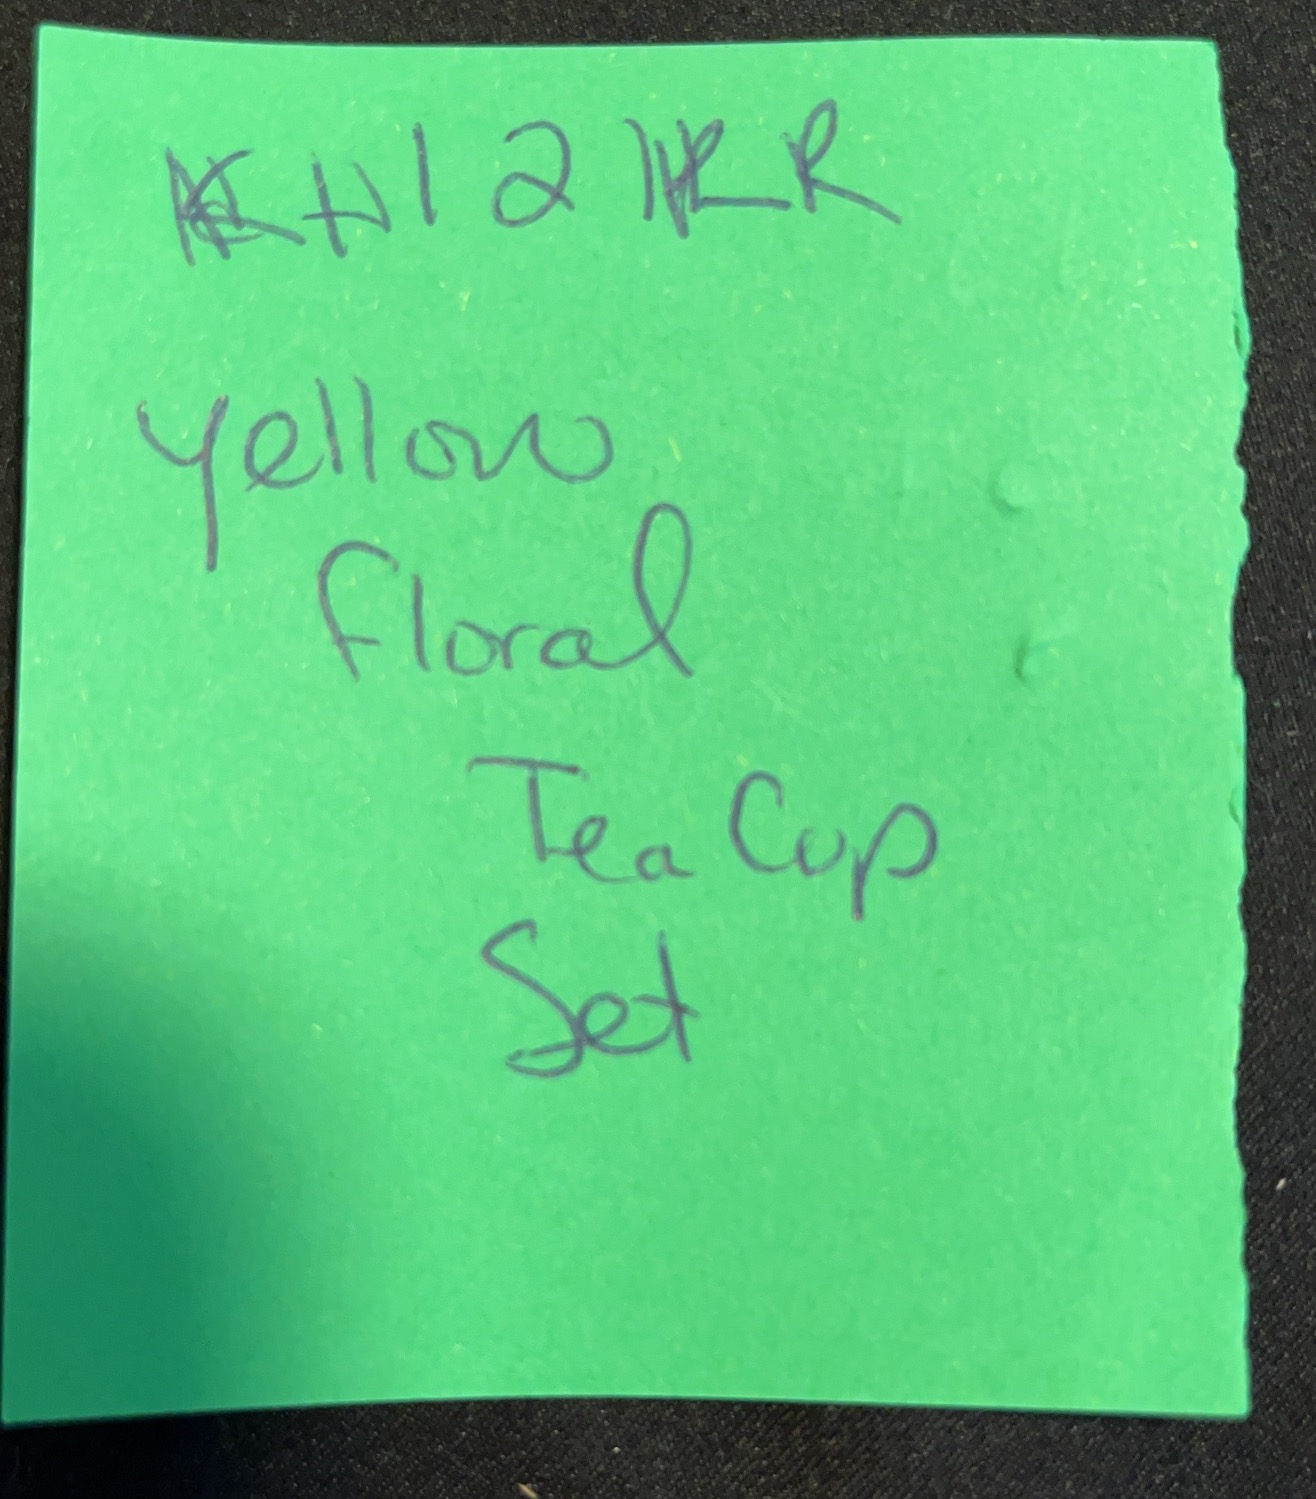 yellow
floral
Tea Cup
Set